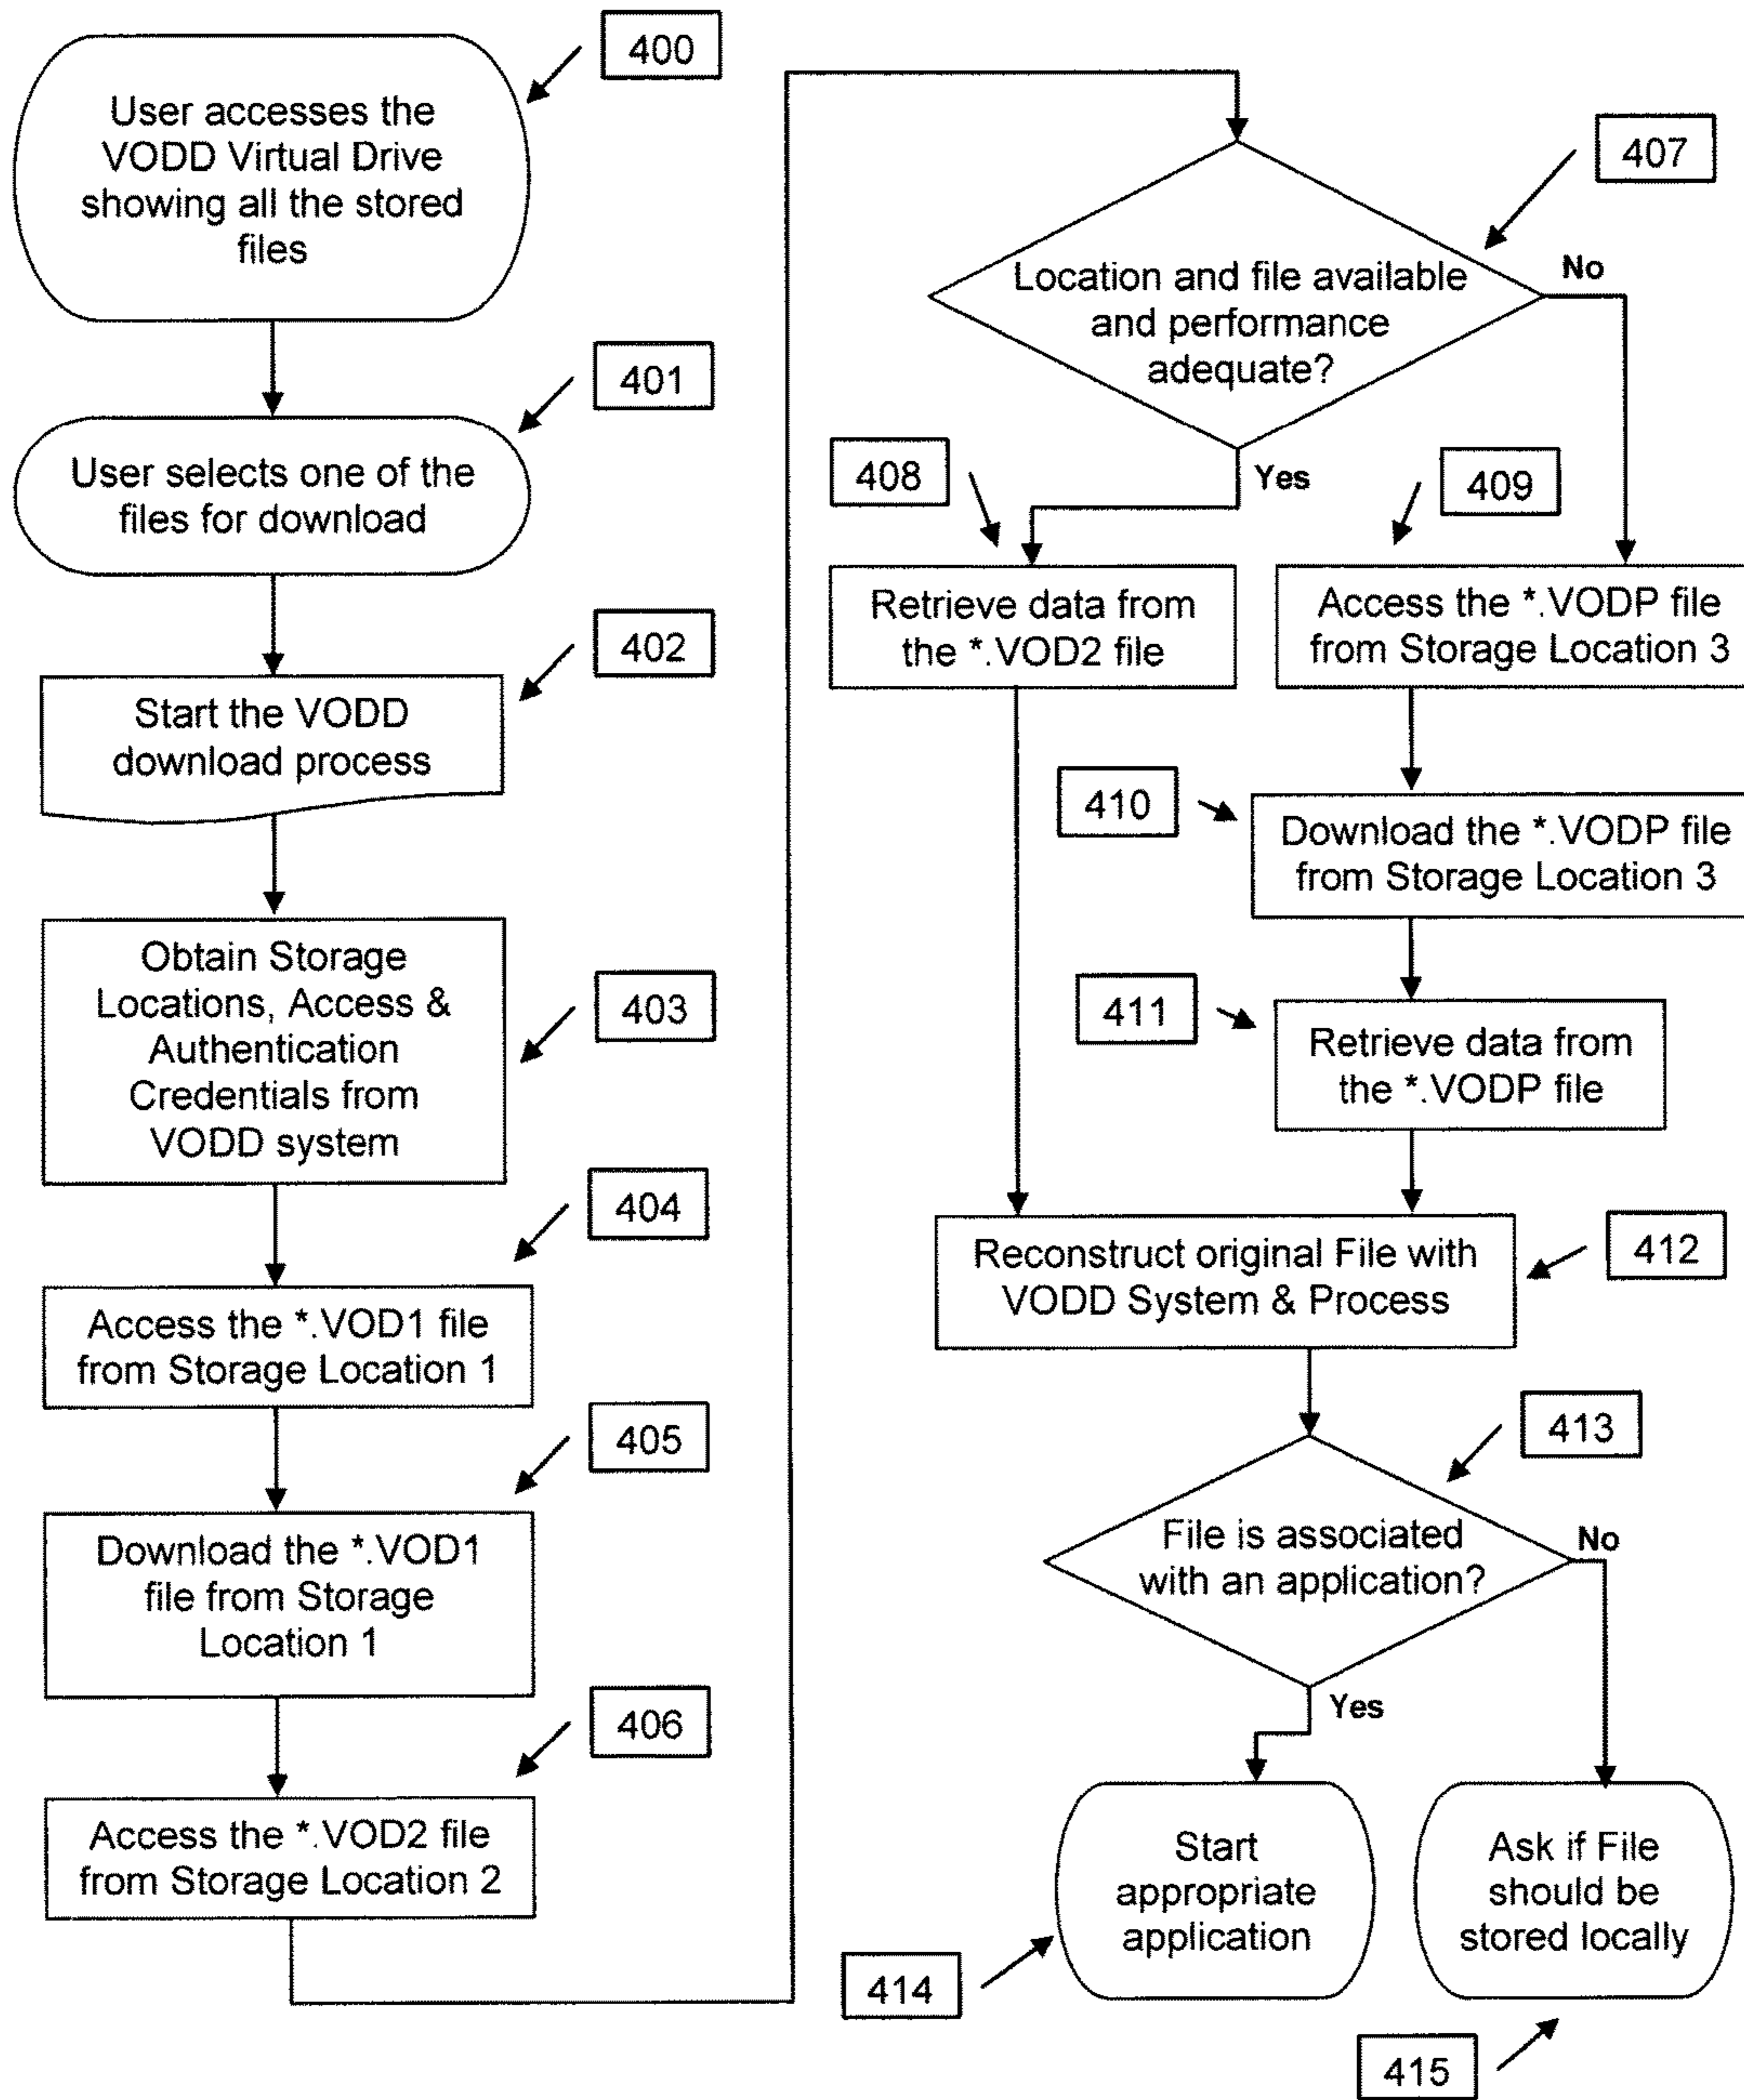 400
User accesses the
VODD Virtual Drive
showing all the stored
files
401
User selects one of the
files for download
402
Start the VODD
download process
403
Obtain Storage
Locations, Access &
Authentication
Credentials from
VODD system
404
Access the *.VOD1 file
from Storage Location 1
405
Download the *.VOD1
file from Storage
Location 1
406
Access the *.VOD2 file
from Storage Location 2
407
Location and file available
and performance
adequate?
No
Yes
408
Retrieve data from
the *.VOD2 file
409
Access the *.VODP file
from Storage Location 3
410
Download the *.VODP file
from Storage Location 3
411
Retrieve data from
the *.VODP file
412
Reconstruct original File with
VODD System & Process
413
File is associated
with an application?
No
Yes
Start
appropriate
application
414
Ask if File
should be
stored locally
415